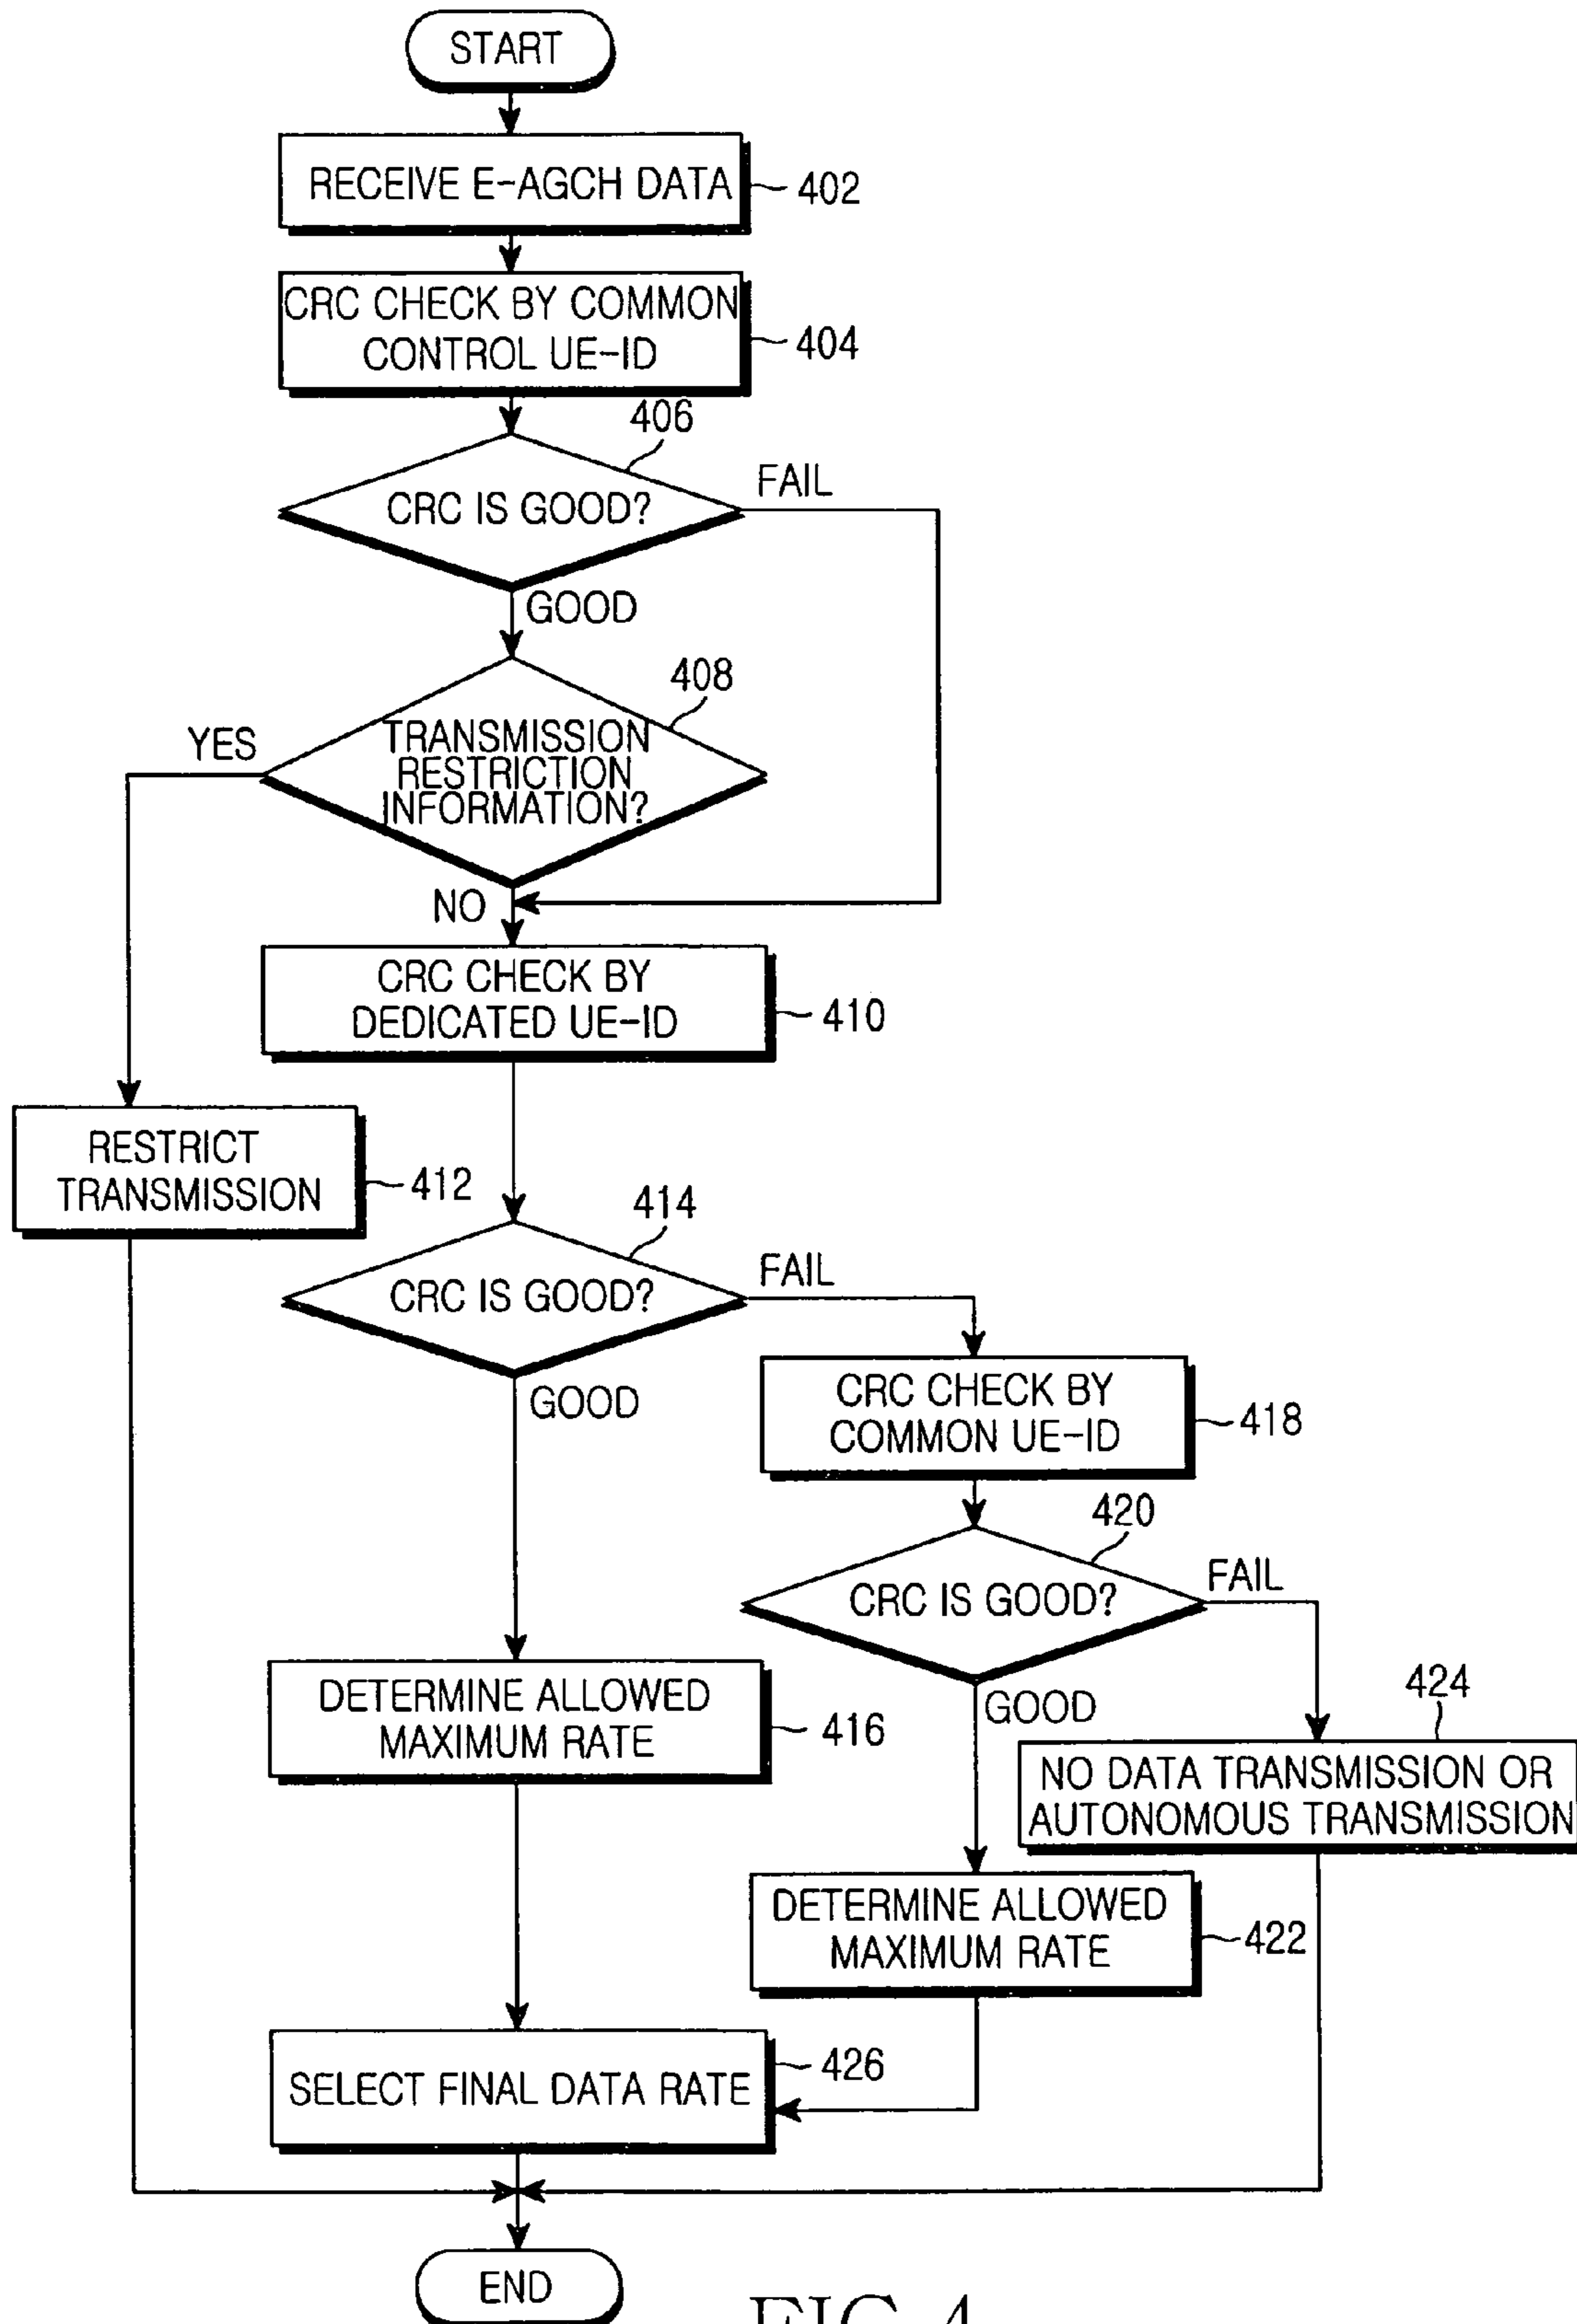 START
RECEIVE E-AGCH DATA
402
CRC CHECK BY COMMON
CONTROL UE-ID
404
406
CRC IS GOOD?
FAIL
GOOD
408
TRANSMISSION
RESTRICTION
INFORMATION?
YES
NO
CRC CHECK BY
DEDICATED UE-ID
410
RESTRICT
TRANSMISSION
412
414
CRC IS GOOD?
FAIL
GOOD
CRC CHECK BY
COMMON UE-ID
418
420
CRC IS GOOD?
FAIL
GOOD
DETERMINE ALLOWED
MAXIMUM RATE
416
424
NO DATA TRANSMISSION OR
AUTONOMOUS TRANSMISSION
DETERMINE ALLOWED
MAXIMUM RATE
422
SELECT FINAL DATA RATE
426
END
FIG.4